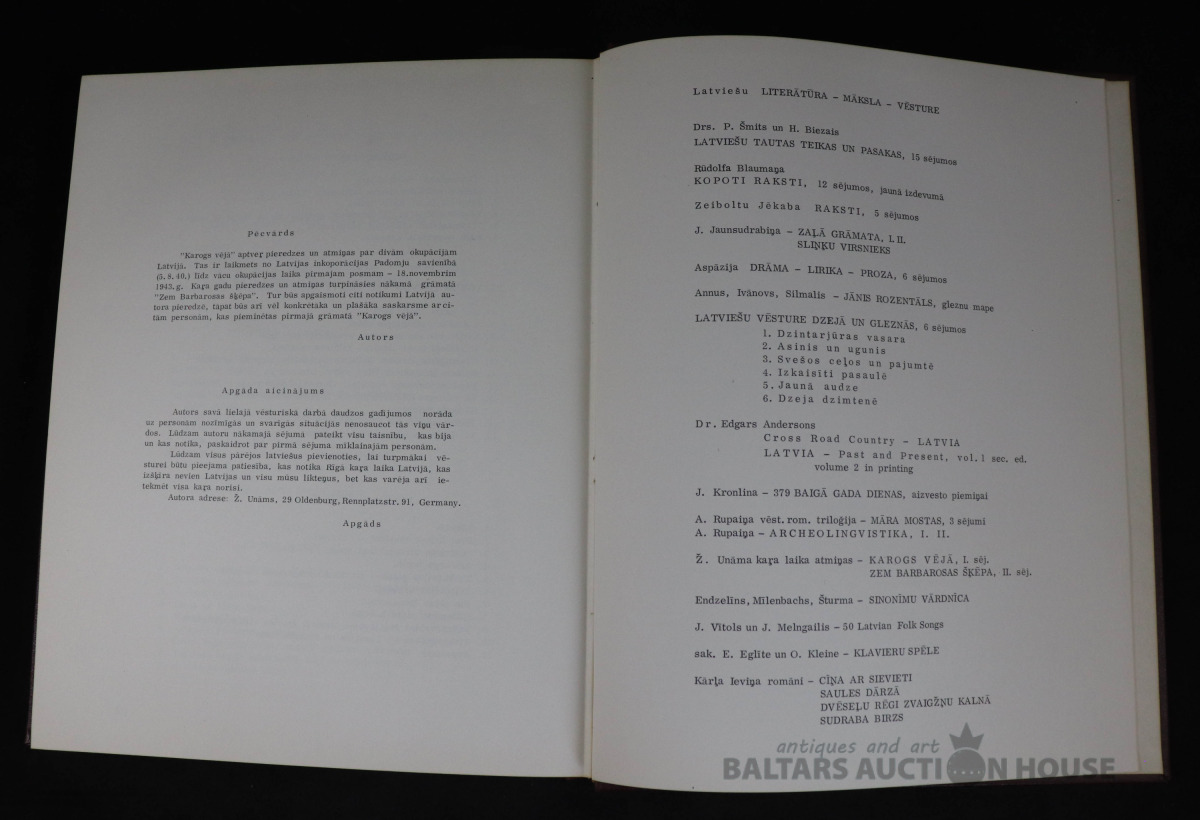 Pēcvārds
"Karogs vējā" aptver pieredzes un atmiņas par divām okupācijām
Latvijā. Tas ir laikmets no Latvijas inkorporācijas Padomju savienībā
(5.8.40.) līdz vācu okupācijas laika pirmajam posmam – 18.novembrim
1943.g. Kaŗa gadu pieredzes un atmiņas turpināsies nākamā grāmatā
"Zem Barbarosas šķēpa". Tur būs apgaismoti citi notikumi Latvijā au-
tora pieredzē, tāpat būs arī vēl konkrētāka un plašāka saskarsme ar ci-
tām personām, kas pieminētas pirmajā grāmatā "Karogs vējā".
Autors
Apgāda aicinājums
Autors savā lielajā vēsturiskā darbā daudzos gadījumos norāda
uz personām nozīmīgās un svarīgās situācijās nenosaucot tās viņu vār-
dos. Lūdzam autoru nākamajā sējumā pateikt visu taisnību, kas bija
un kas notika, paskaidrot par pirmā sējuma mīklainajām personām.
Lūdzam visus pārējos latviešus pievienoties, lai turpmākai vē-
sturei būtu pieejama patiesība, kas notika Rīgā kaŗa laika Latvijā, kas
izšķīra nevien Latvijas un visu mūsu likteņus, bet kas varēja arī ie-
tekmēt visa kaŗa norisi.
Autora adrese: Ž. Unāms, 29 Oldenburg, Rennplatzstr. 91, Germany.
Apgāds
Latviešu LITERĀTŪRA – MĀKSLA – VĒSTURE
Drs. P. Šmits un H. Biezais
LATVIEŠU TAUTAS TEIKAS UN PASAKAS, 15 sējumos
Rūdolfa Blaumaņa
KOPOTI RAKSTI, 12 sējumos, jaunā izdevumā
Zeiboltu Jēkaba RAKSTI, 5 sējumos
J. Jaunsudrabiņa – ZAĻĀ GRĀMATA, I. II.
SLIŅĶU VIRSNIEKS
Aspāzija DRĀMA – LIRIKA – PROZA, 6 sējumos
Annus, Ivānovs, Silmalis – JĀNIS ROZENTĀLS, gleznu mape
LATVIEŠU VĒSTURE DZEJĀ UN GLEZNĀS, 6 sējumos
1. Dzintarjūras vasara
2. Asinis un ugunis
3. Svešos ceļos un pajumtē
4. Izkaisīti pasaulē
5. Jaunā audze
6. Dzeja dzimtenē
Dr. Edgars Andersons
Cross Road Country – LATVIA
LATVIA – Past and Present, vol. 1 sec. ed.
volume 2 in printing
J. Kronlina – 379 BAIGĀ GADA DIENAS, aizvesto piemiņai
A. Rupaiņa vēst. rom. triloģija – MĀRA MOSTAS, 3 sējumi
A. Rupaiņa – ARCHEOLINGVISTIKA, I. II.
Ž. Unāma kaŗa laika atmiņas – KAROGS VĒJĀ, I. sēj.
ZEM BARBAROSAS ŠĶĒPA, II. sēj.
Endzelīns, Mīlenbachs, Šturma – SINONĪMU VĀRDNĪCA
J. Vītols un J. Melngailis – 50 Latvian Folk Songs
sak. E. Eglīte un O. Kleine – KLAVIERU SPĒLE
Kārļa Ieviņa romāni – CĪŅA AR SIEVIETI
SAULES DĀRZĀ
DVĒSEĻU RĒGI ZVAIGŽŅU KALNĀ
SUDRABA BIRZS
antiques and art
BALTARS AUCTION HOUSE